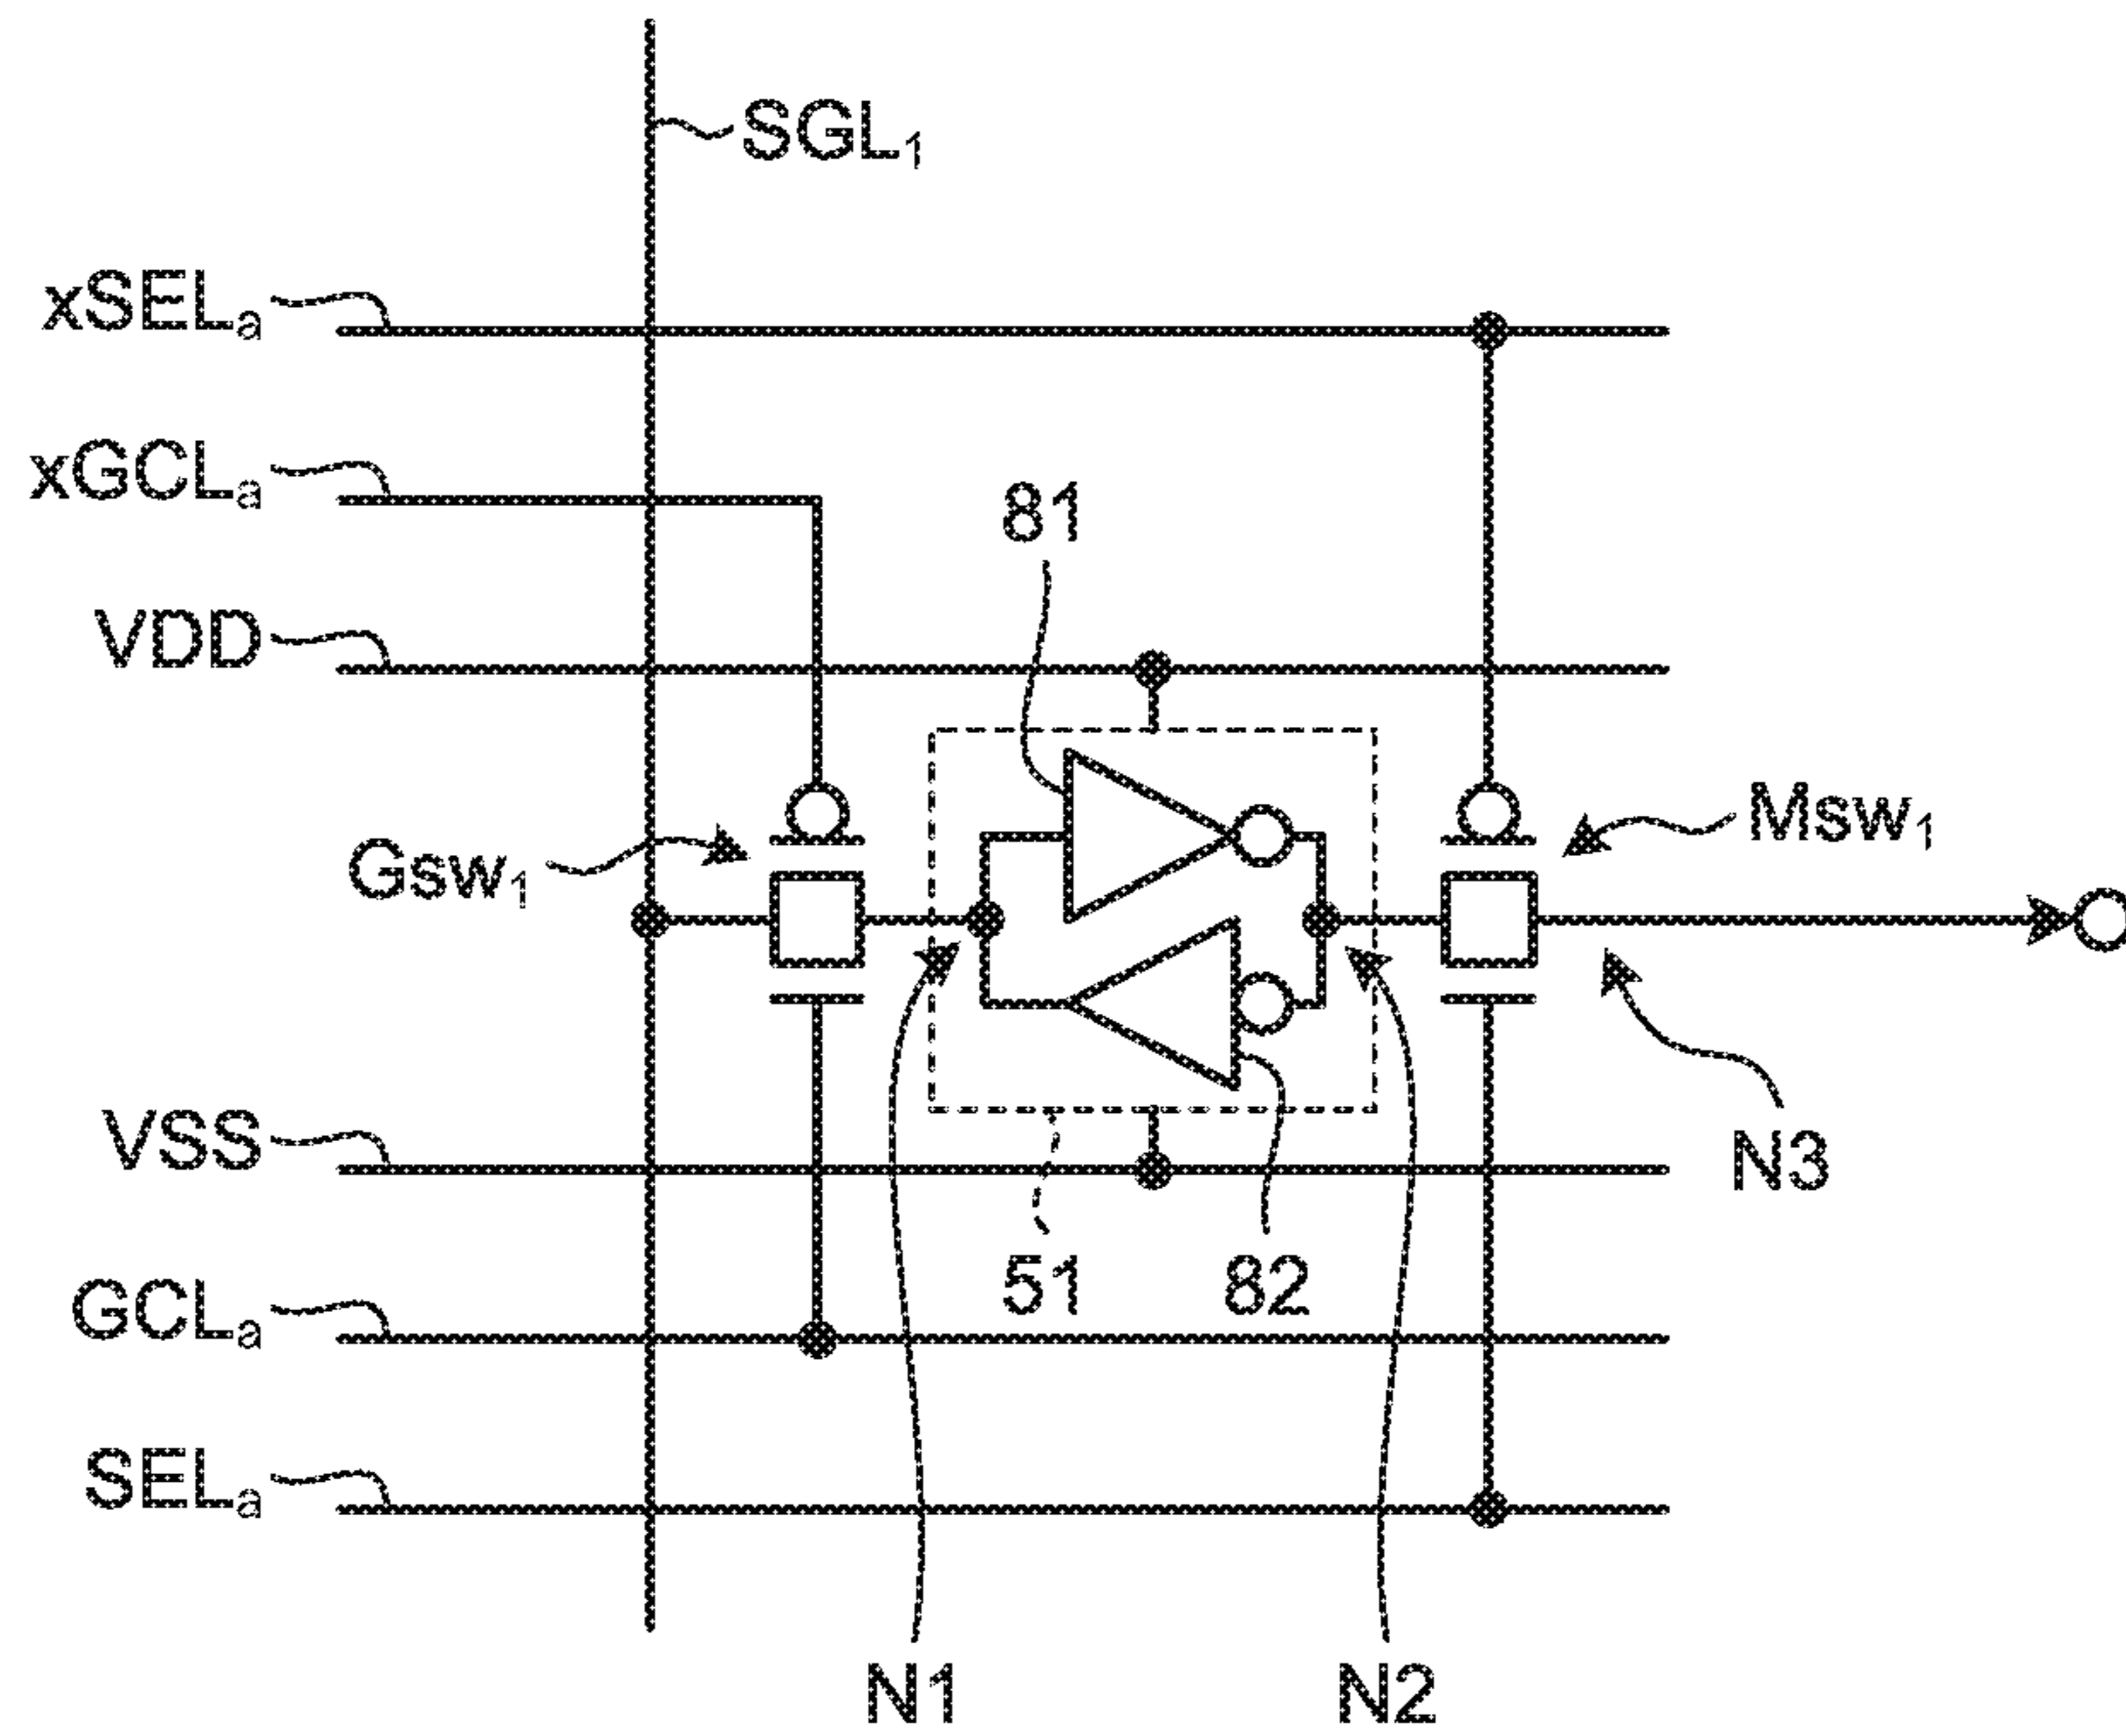 SGL₁
xSELₐ
xGCLₐ
81
VDD
Gsw₁
Msw₁
VSS
N3
51
82
GCLₐ
SELₐ
N1
N2